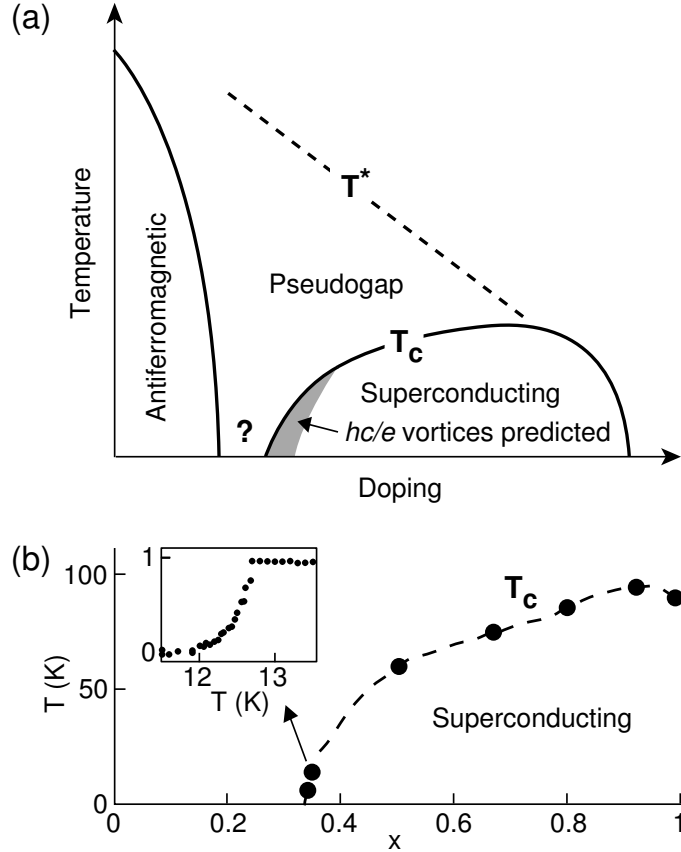 (a)
Temperature
Antiferromagnetic
T*
Pseudogap
Tc
Superconducting
?
hc/e vortices predicted
Doping
(b)
1
0
12
13
T (K)
Tc
100
50
0
T (K)
Superconducting
0
0.2
0.4
0.6
0.8
1
x